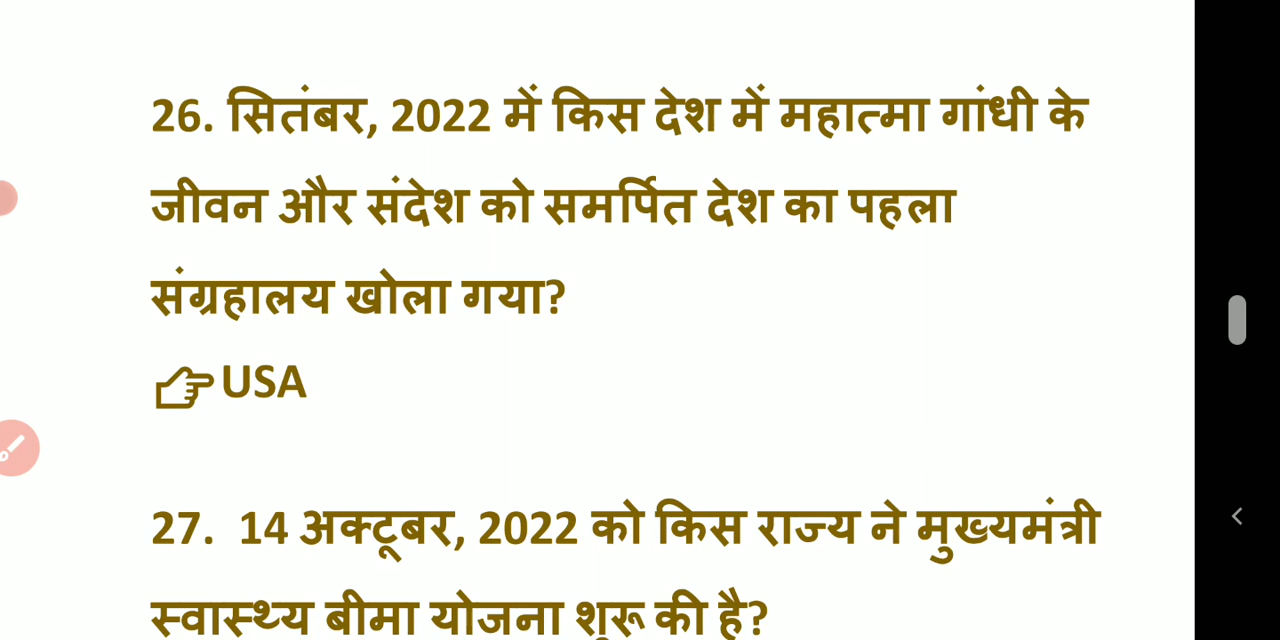 26. सितंबर, 2022 में किस देश में महात्मा गांधी के
जीवन और संदेश को समर्पित देश का पहला
संग्रहालय खोला गया?
USA
27. 14 अक्टूबर, 2022 को किस राज्य ने मुख्यमंत्री
स्वास्थ्य बीमा योजना शुरू की है?